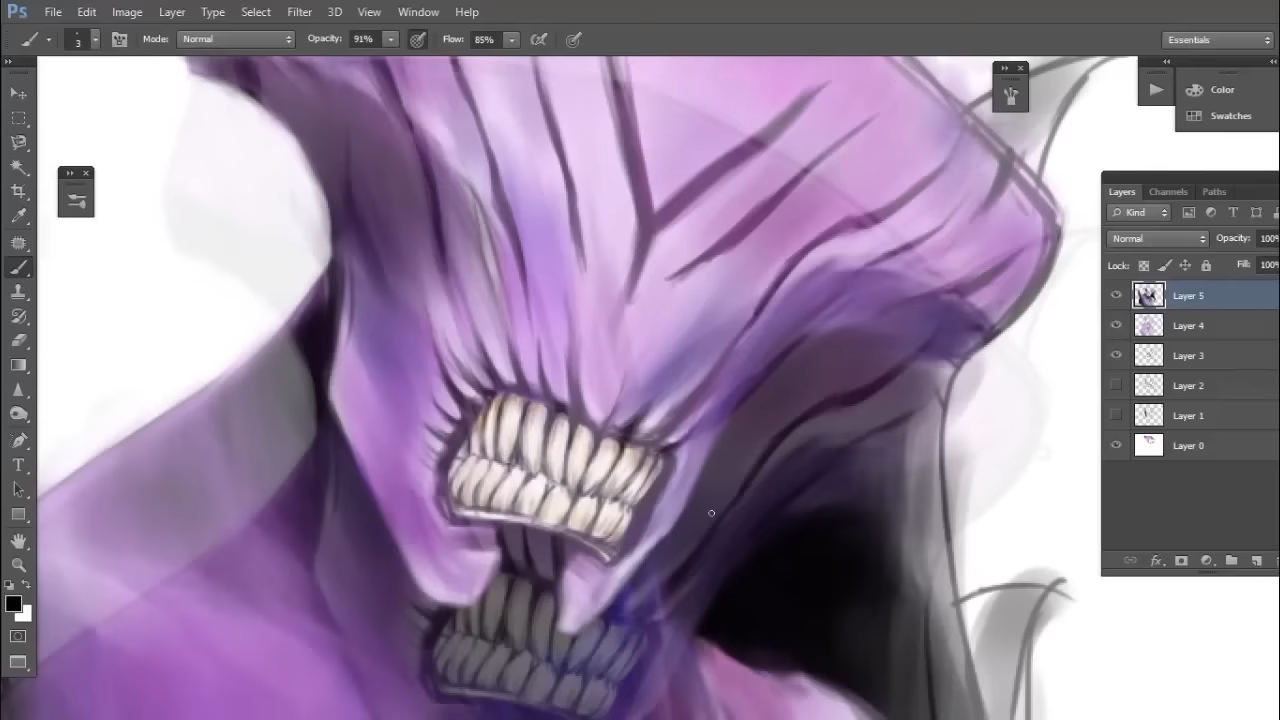 Ps File Edit Image Layer Type Select Filter 3D View Window Help
3 Mode: Normal Opacity: 91% Flow: 85% Essentials
Color
Swatches
Layers Channels Paths
Kind
Normal Opacity: 100%
Lock: Fill: 100%
Layer 5
Layer 4
Layer 3
Layer 2
Layer 1
Layer 0
fx